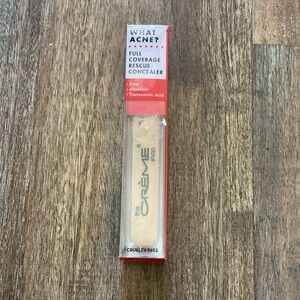 WHAT
ACNE?
FULL
COVERAGE
RESCUE
CONCEALER
• Cica
• Allantoin
• Tranexamic Acid
the
CRÈME
shop
CRUELTY-FREE